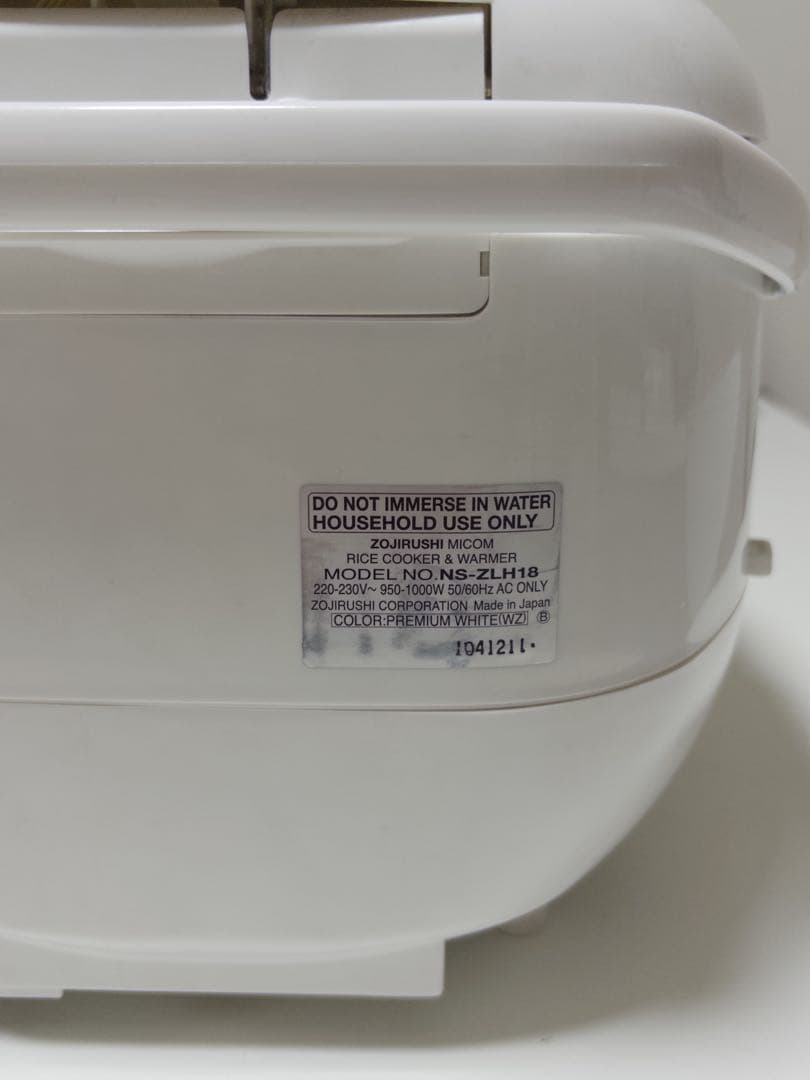 DO NOT IMMERSE IN WATER
HOUSEHOLD USE ONLY
ZOJIRUSHI MICOM
RICE COOKER & WARMER
MODEL NO.NS-ZLH18
220-230V~ 950-1000W 50/60Hz AC ONLY
ZOJIRUSHI CORPORATION Made in Japan
COLOR:PREMIUM WHITE(WZ) Ⓑ
104121L.